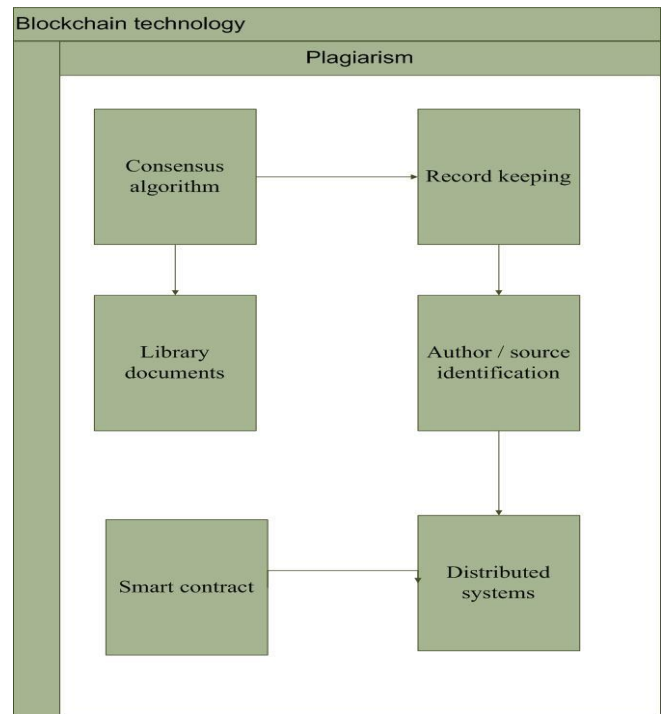 Blockchain technology
Plagiarism
Consensus
algorithm
Record keeping
Library
documents
Author / source
identification
Smart contract
Distributed
systems